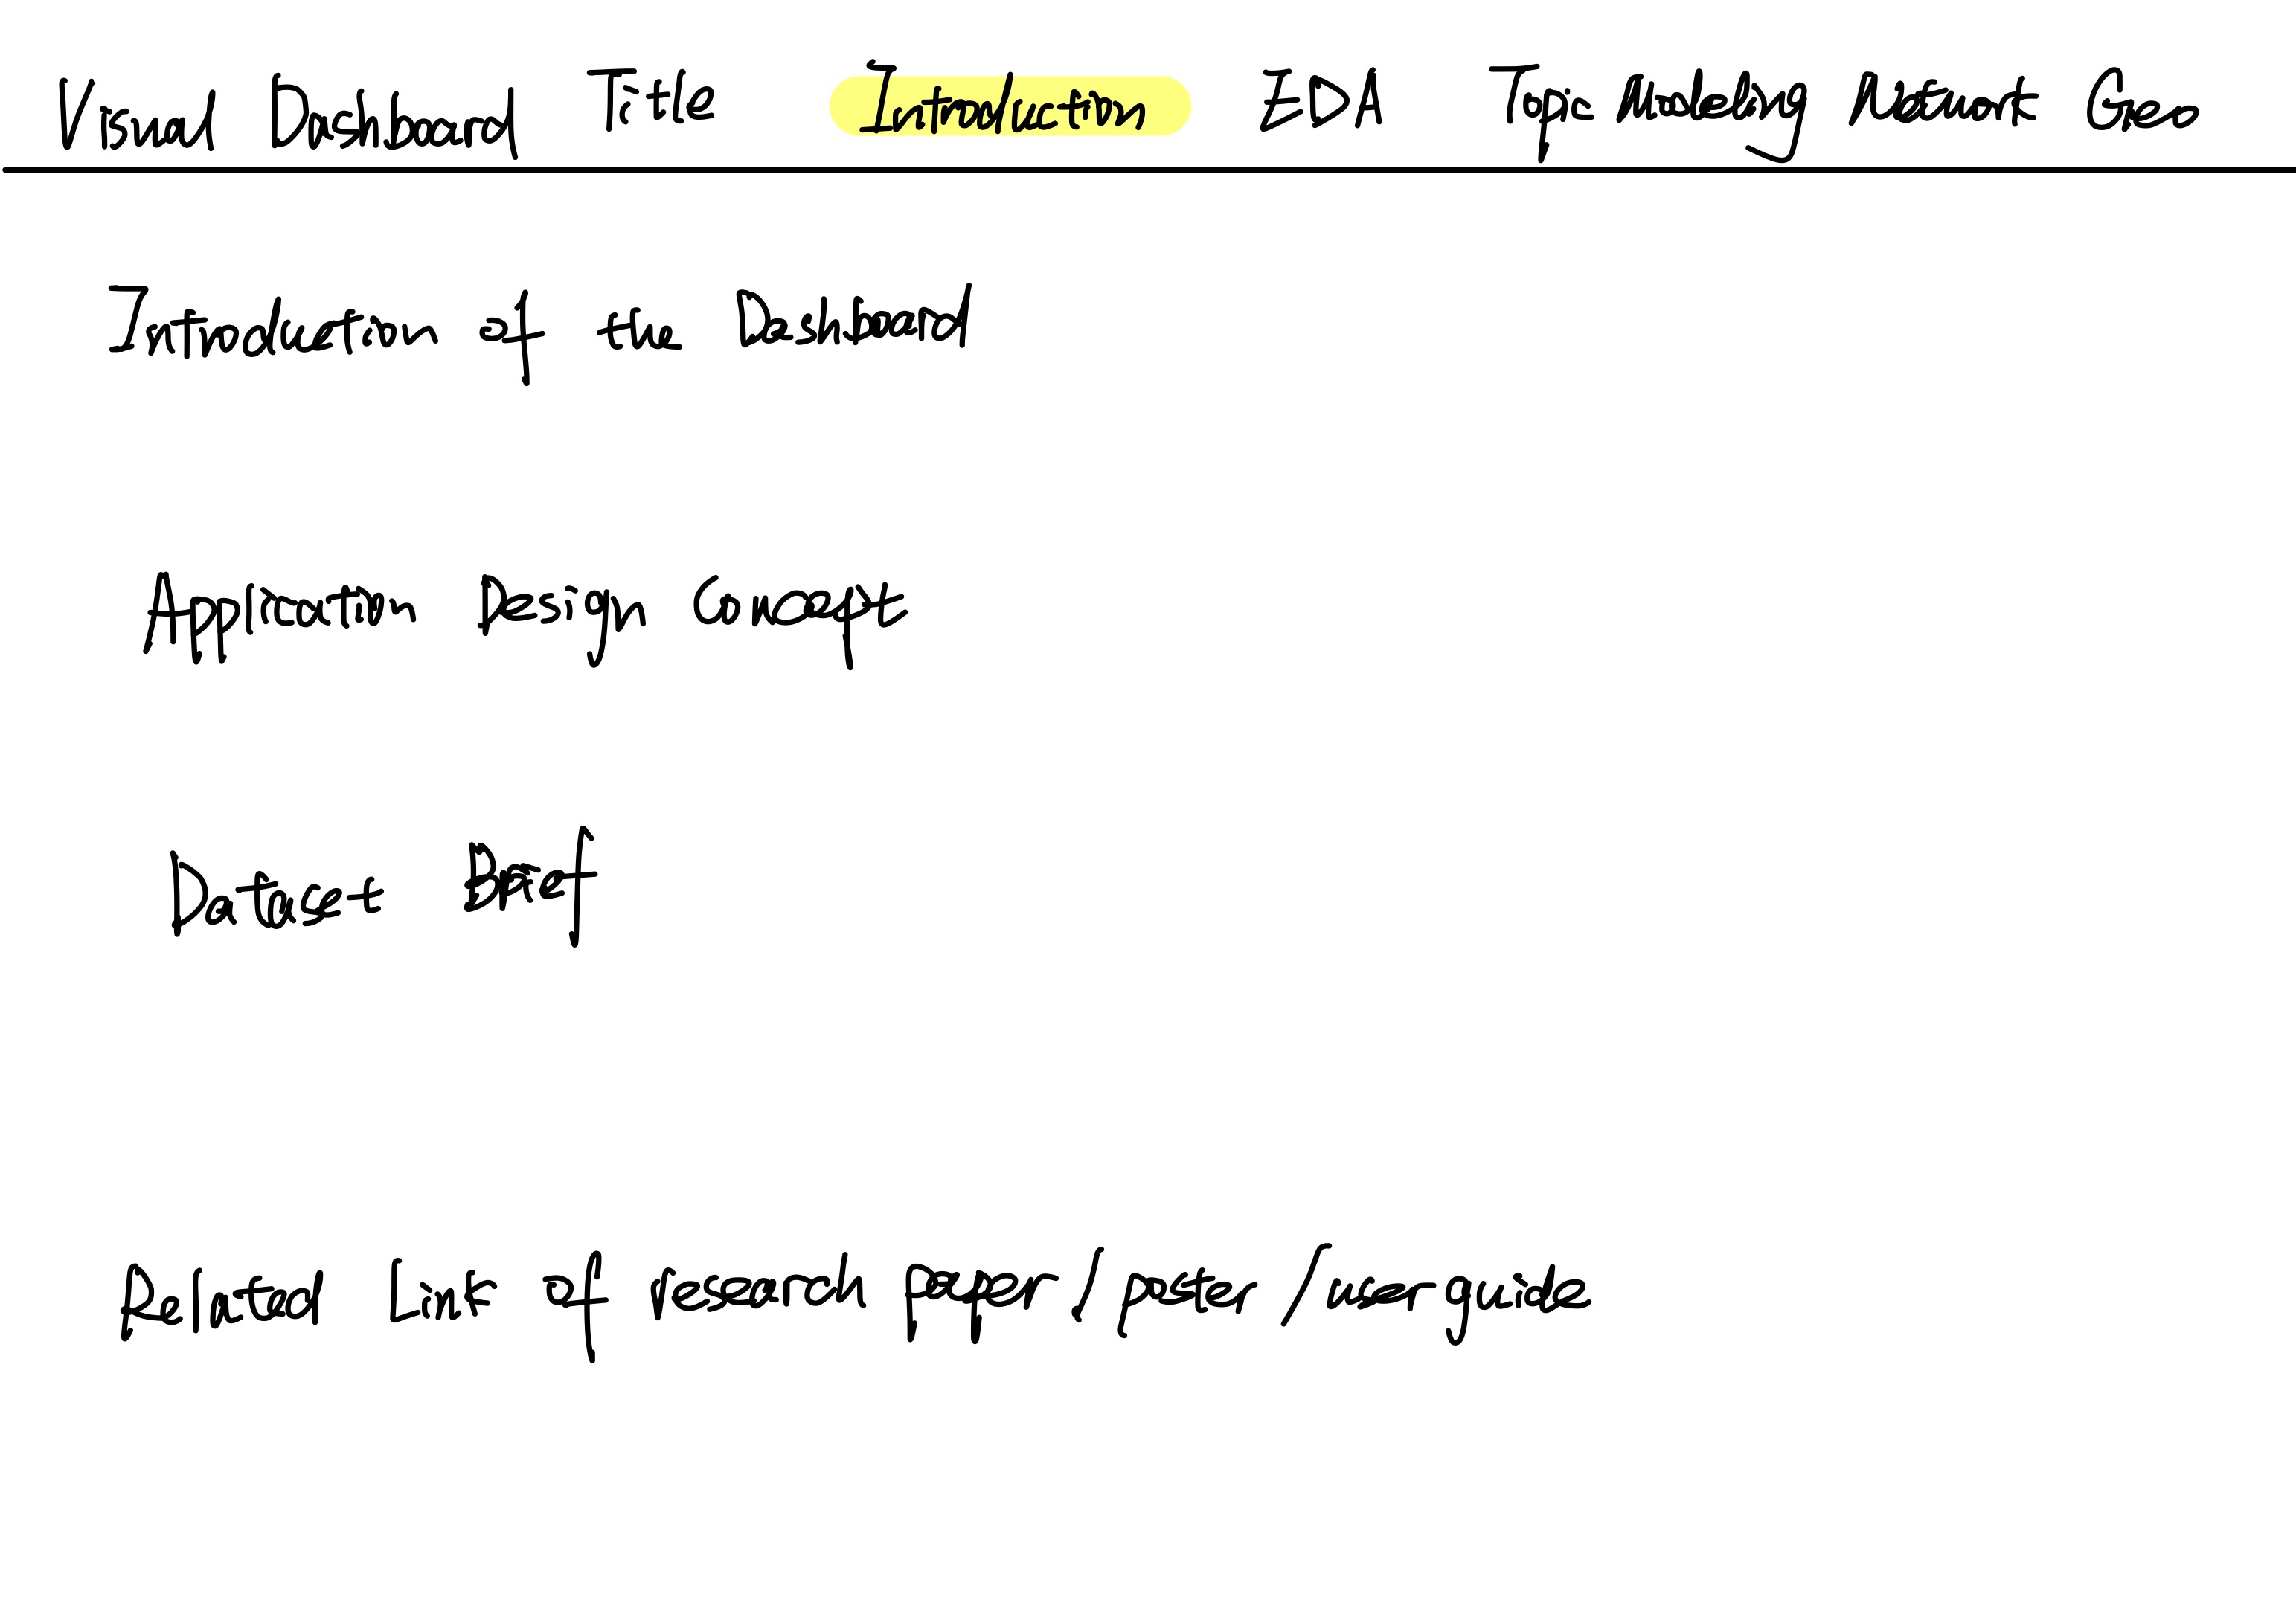 Visual Dashboard Title Introduction EDA Topic Modeling Network Geo
Introduction of the Dashboard
Application Design Concept
Dataset Brief
Related Link of research paper / poster / user guide